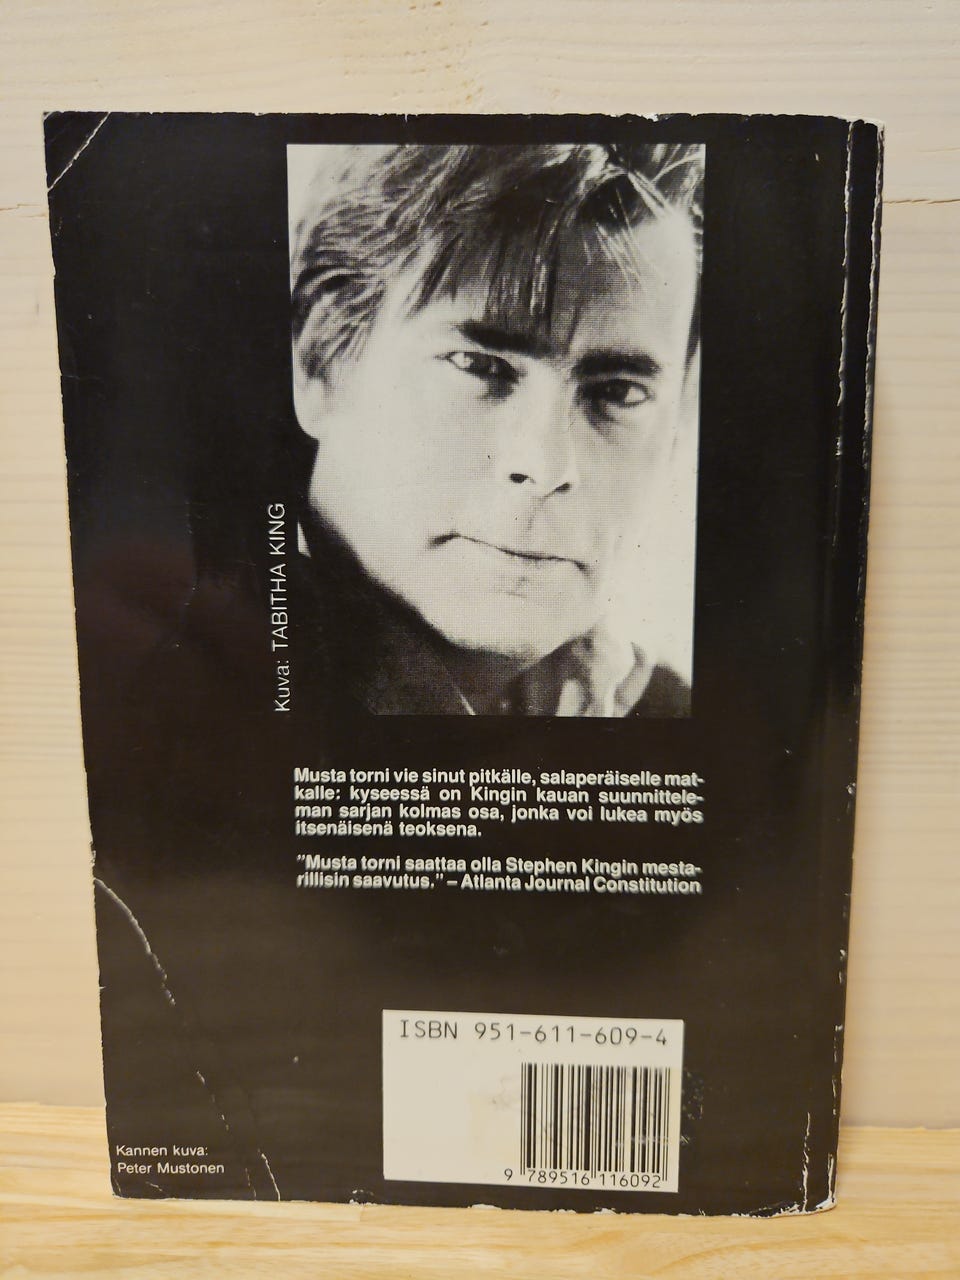 Kuva: TABITHA KING
Musta torni vie sinut pitkälle, salaperäiselle mat-
kalle: kyseessä on Kingin kauan suunnittele-
man sarjan kolmas osa, jonka voi lukea myös
itsenäisenä teoksena.
”Musta torni saattaa olla Stephen Kingin mesta-
rillisin saavutus.” – Atlanta Journal Constitution
ISBN 951-611-609-4
9 789516 116092
Kannen kuva:
Peter Mustonen